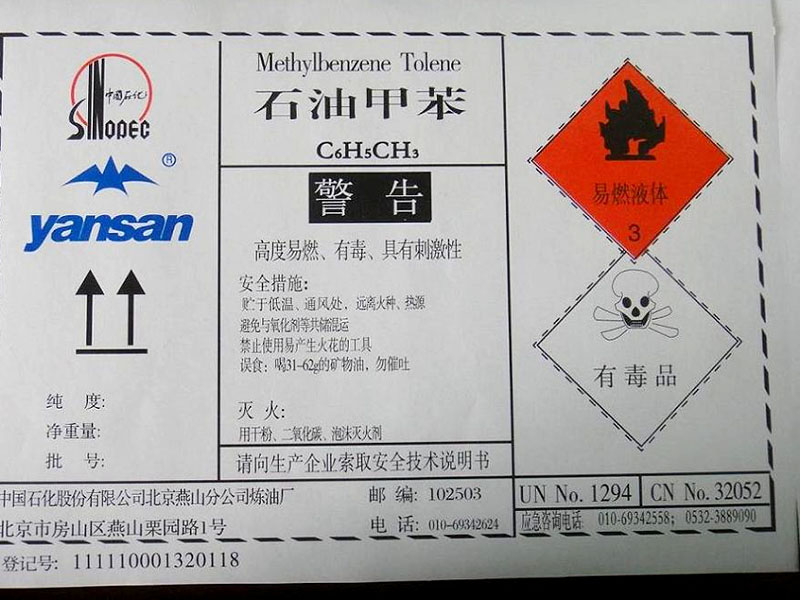 中国石化
SINOPEC
®
yansan
纯 度:
净重量:
批 号:
Methylbenzene Tolene
石油甲苯
C₆H₅CH₃
警 告
高度易燃、有毒、具有刺激性
安全措施:
贮于低温、通风处, 远离火种、热源
避免与氧化剂等共储混运
禁止使用易产生火花的工具
误食: 喝31-62g的矿物油, 勿催吐
灭 火:
用干粉、二氧化碳、泡沫灭火剂
请向生产企业索取安全技术说明书
易燃液体
3
有毒品
中国石化股份有限公司北京燕山分公司炼油厂 邮 编: 102503
北京市房山区燕山栗园路1号 电 话: 010-69342624
UN No. 1294 CN No. 32052
应急咨询电话: 010-69342558; 0532-3889090
登记号: 111110001320118